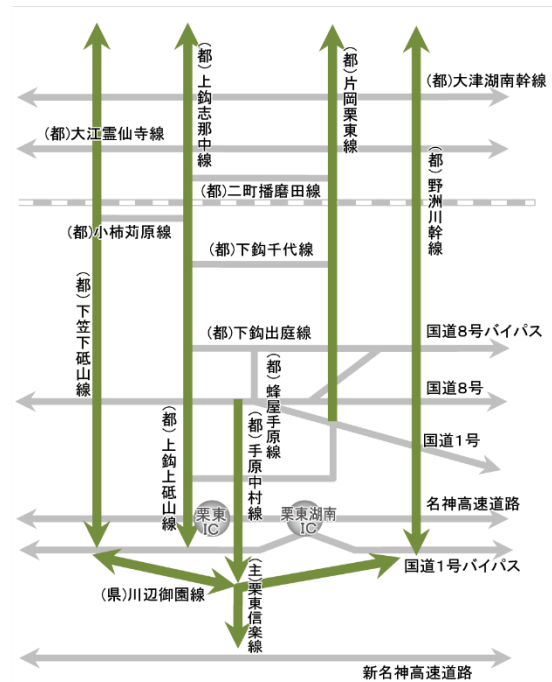 (都)上鈎志那中線
(都)片岡栗東線
(都)大津湖南幹線
(都)大江霊仙寺線
(都)野洲川幹線
(都)二町播磨田線
(都)小柿苅原線
(都)下鈎千代線
(都)下笠下砥山線
(都)下鈎出庭線
国道8号バイパス
(都)蜂屋手原線
国道8号
(都)上鈎上砥山線
(都)手原中村線
国道1号
栗東
IC
栗東湖南
IC
名神高速道路
国道1号バイパス
(県)川辺御園線
(主)栗東信楽線
新名神高速道路